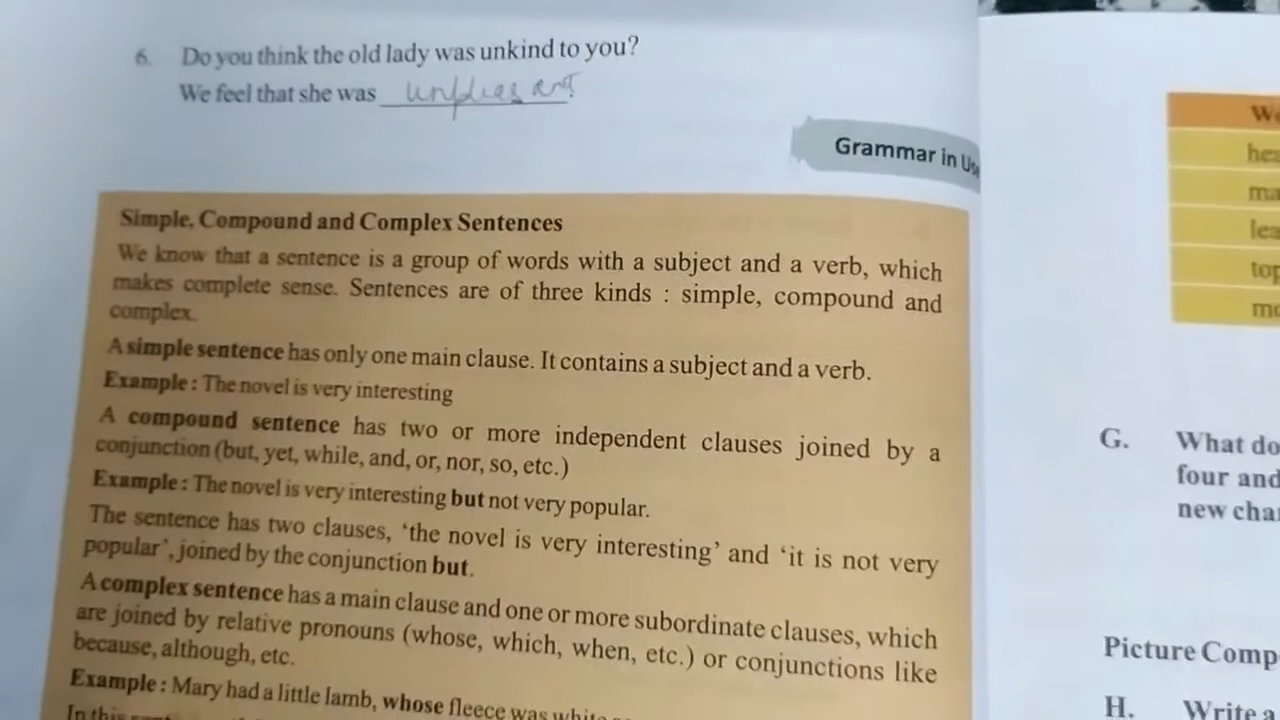 6. Do you think the old lady was unkind to you?
We feel that she was unpleasant.
Grammar in Use
Simple, Compound and Complex Sentences
We know that a sentence is a group of words with a subject and a verb, which
makes complete sense. Sentences are of three kinds : simple, compound and
complex.
A simple sentence has only one main clause. It contains a subject and a verb.
Example : The novel is very interesting
A compound sentence has two or more independent clauses joined by a
conjunction (but, yet, while, and, or, nor, so, etc.)
Example : The novel is very interesting but not very popular.
The sentence has two clauses, ‘the novel is very interesting’ and ‘it is not very
popular’, joined by the conjunction but.
A complex sentence has a main clause and one or more subordinate clauses, which
are joined by relative pronouns (whose, which, when, etc.) or conjunctions like
because, although, etc.
Example : Mary had a little lamb, whose fleece was white
In this
G. What do
four and
new
Picture
H. Write a